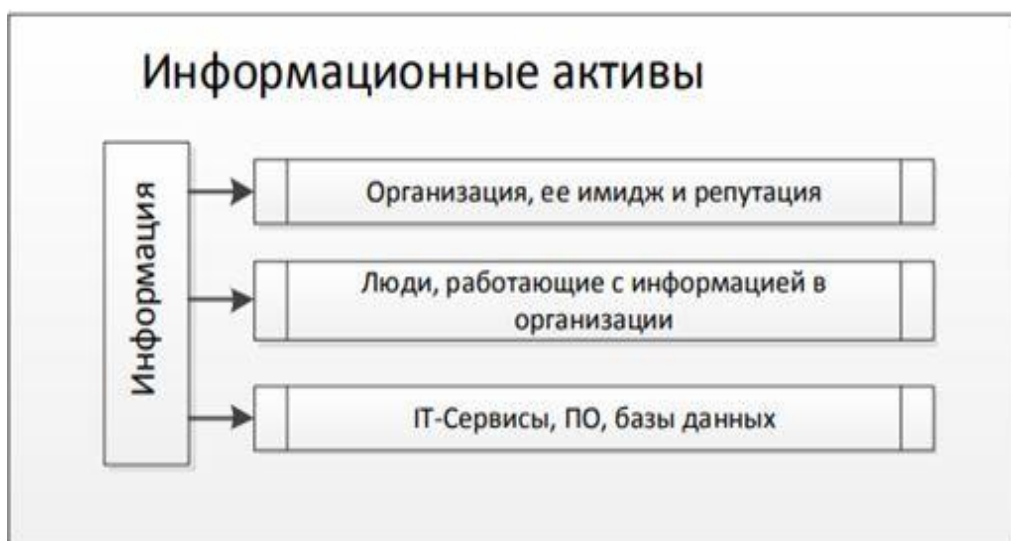 Информационные активы
Информация
Организация, ее имидж и репутация
Люди, работающие с информацией в
организации
IT-Сервисы, ПО, базы данных